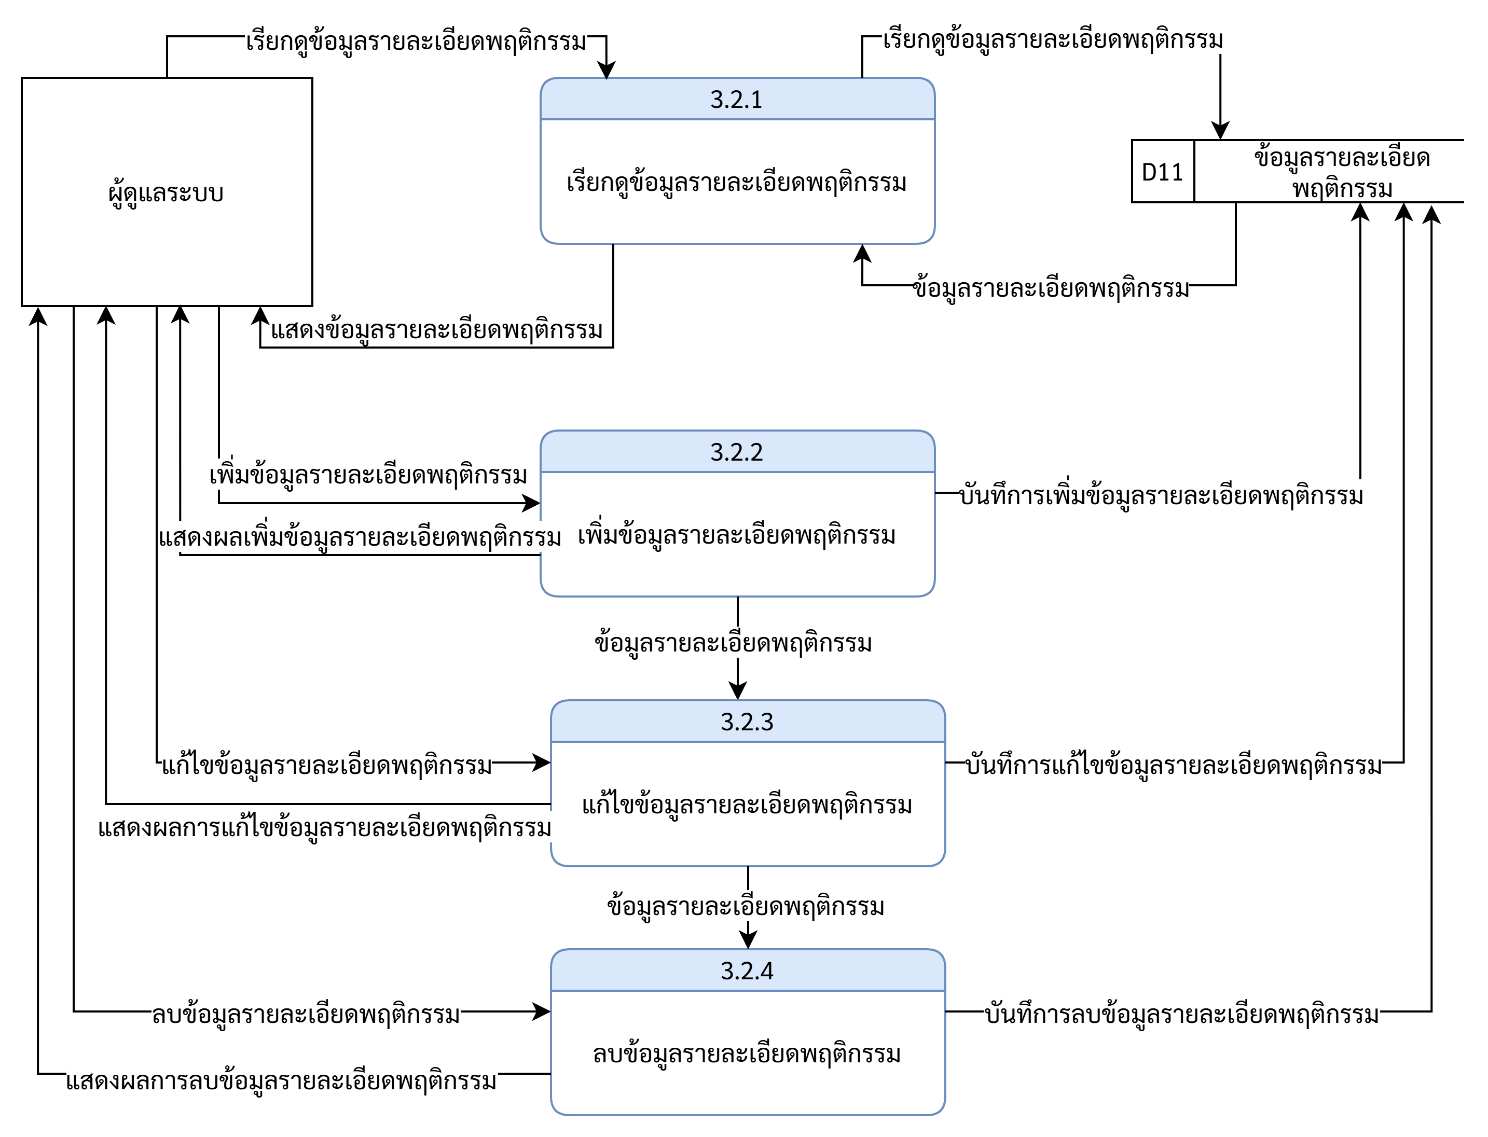 เรียกดูข้อมูลรายละเอียดพฤติกรรม
เรียกดูข้อมูลรายละเอียดพฤติกรรม
3.2.1
เรียกดูข้อมูลรายละเอียดพฤติกรรม
ผู้ดูแลระบบ
D11
ข้อมูลรายละเอียด
พฤติกรรม
ข้อมูลรายละเอียดพฤติกรรม
แสดงข้อมูลรายละเอียดพฤติกรรม
3.2.2
เพิ่มข้อมูลรายละเอียดพฤติกรรม
บันทึการเพิ่มข้อมูลรายละเอียดพฤติกรรม
แสดงผลเพิ่มข้อมูลรายละเอียดพฤติกรรม
เพิ่มข้อมูลรายละเอียดพฤติกรรม
ข้อมูลรายละเอียดพฤติกรรม
3.2.3
แก้ไขข้อมูลรายละเอียดพฤติกรรม
บันทึการแก้ไขข้อมูลรายละเอียดพฤติกรรม
แก้ไขข้อมูลรายละเอียดพฤติกรรม
แสดงผลการแก้ไขข้อมูลรายละเอียดพฤติกรรม
ข้อมูลรายละเอียดพฤติกรรม
3.2.4
ลบข้อมูลรายละเอียดพฤติกรรม
บันทึการลบข้อมูลรายละเอียดพฤติกรรม
ลบข้อมูลรายละเอียดพฤติกรรม
แสดงผลการลบข้อมูลรายละเอียดพฤติกรรม